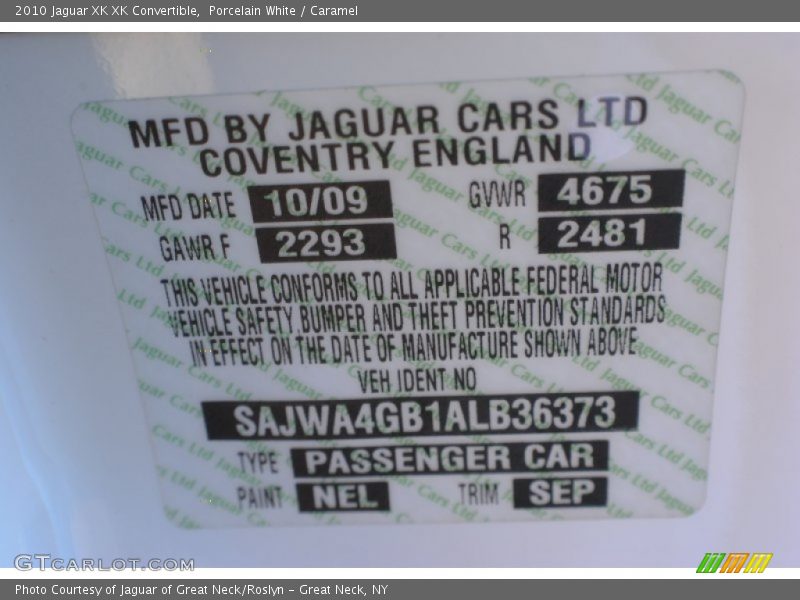 2010 Jaguar XK XK Convertible,  Porcelain White / Caramel
MFD BY JAGUAR CARS LTD
COVENTRY ENGLAND
MFD DATE 10/09 GVWR 4675
GAWR F 2293 R 2481
THIS VEHICLE CONFORMS TO ALL APPLICABLE FEDERAL MOTOR
VEHICLE SAFETY, BUMPER AND THEFT PREVENTION STANDARDS
IN EFFECT ON THE DATE OF MANUFACTURE SHOWN ABOVE
VEH IDENT NO
SAJWA4GB1ALB36373
TYPE PASSENGER CAR
PAINT NEL TRIM SEP
GTCARLOT.COM
Photo Courtesy of Jaguar of Great Neck/Roslyn - Great Neck, NY